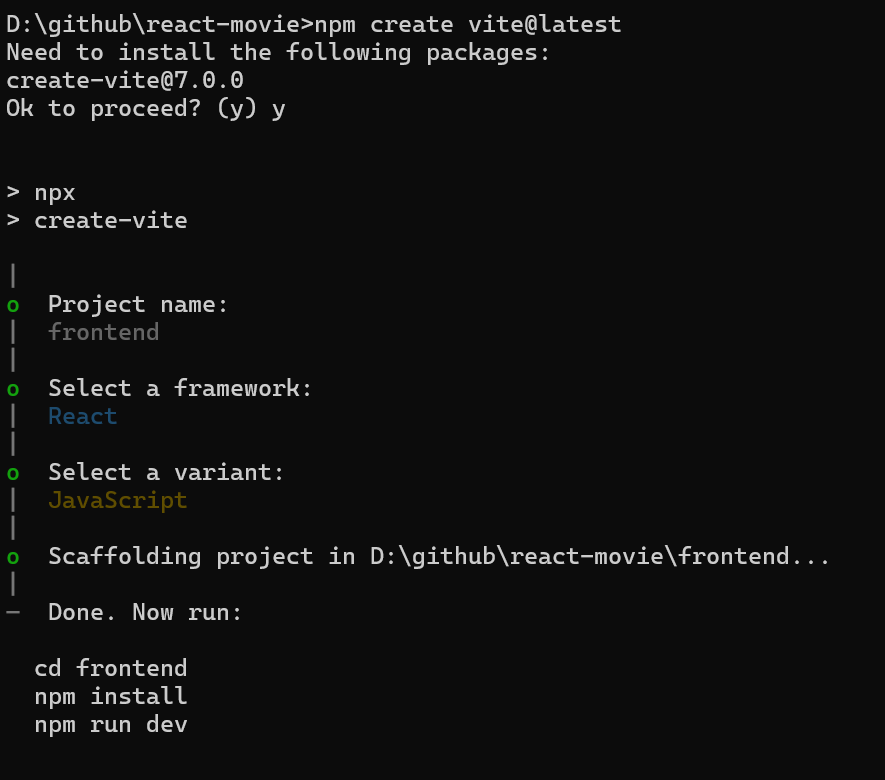 D:\github\react-movie>npm create vite@latest
Need to install the following packages:
create-vite@7.0.0
Ok to proceed? (y) y
> npx
> create-vite
|
o  Project name:
|  frontend
|
o  Select a framework:
|  React
|
o  Select a variant:
|  JavaScript
|
o  Scaffolding project in D:\github\react-movie\frontend...
|
—  Done. Now run:
cd frontend
npm install
npm run dev